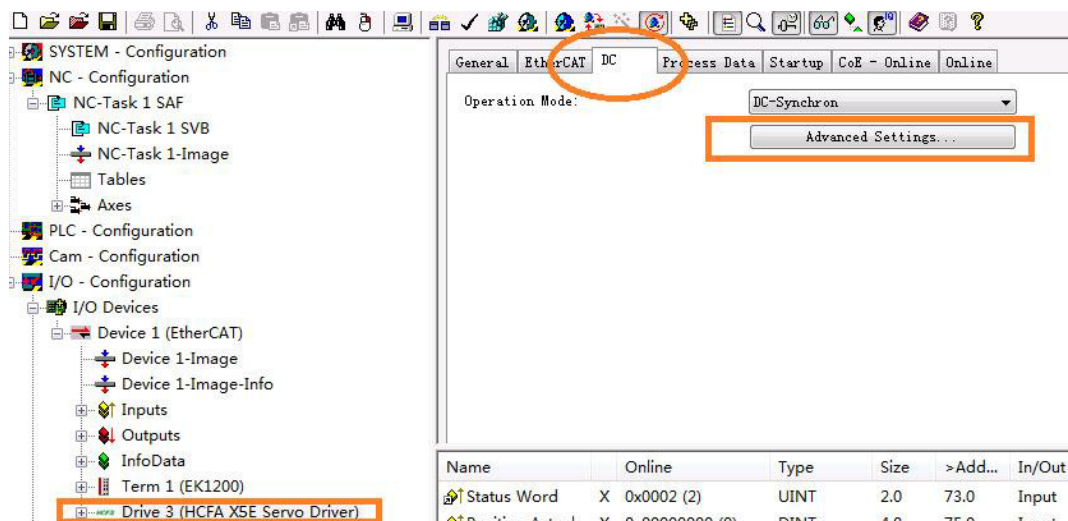 SYSTEM - Configuration
NC - Configuration
NC-Task 1 SAF
NC-Task 1 SVB
NC-Task 1-Image
Tables
Axes
PLC - Configuration
Cam - Configuration
I/O - Configuration
I/O Devices
Device 1 (EtherCAT)
Device 1-Image
Device 1-Image-Info
Inputs
Outputs
InfoData
Term 1 (EK1200)
Drive 3 (HCFA X5E Servo Driver)
General EtherCAT DC Process Data Startup CoE - Online Online
Operation Mode: DC-Synchron
Advanced Settings...
Name Online Type Size >Add... In/Out
Status Word X 0x0002 (2) UINT 2.0 73.0 Input